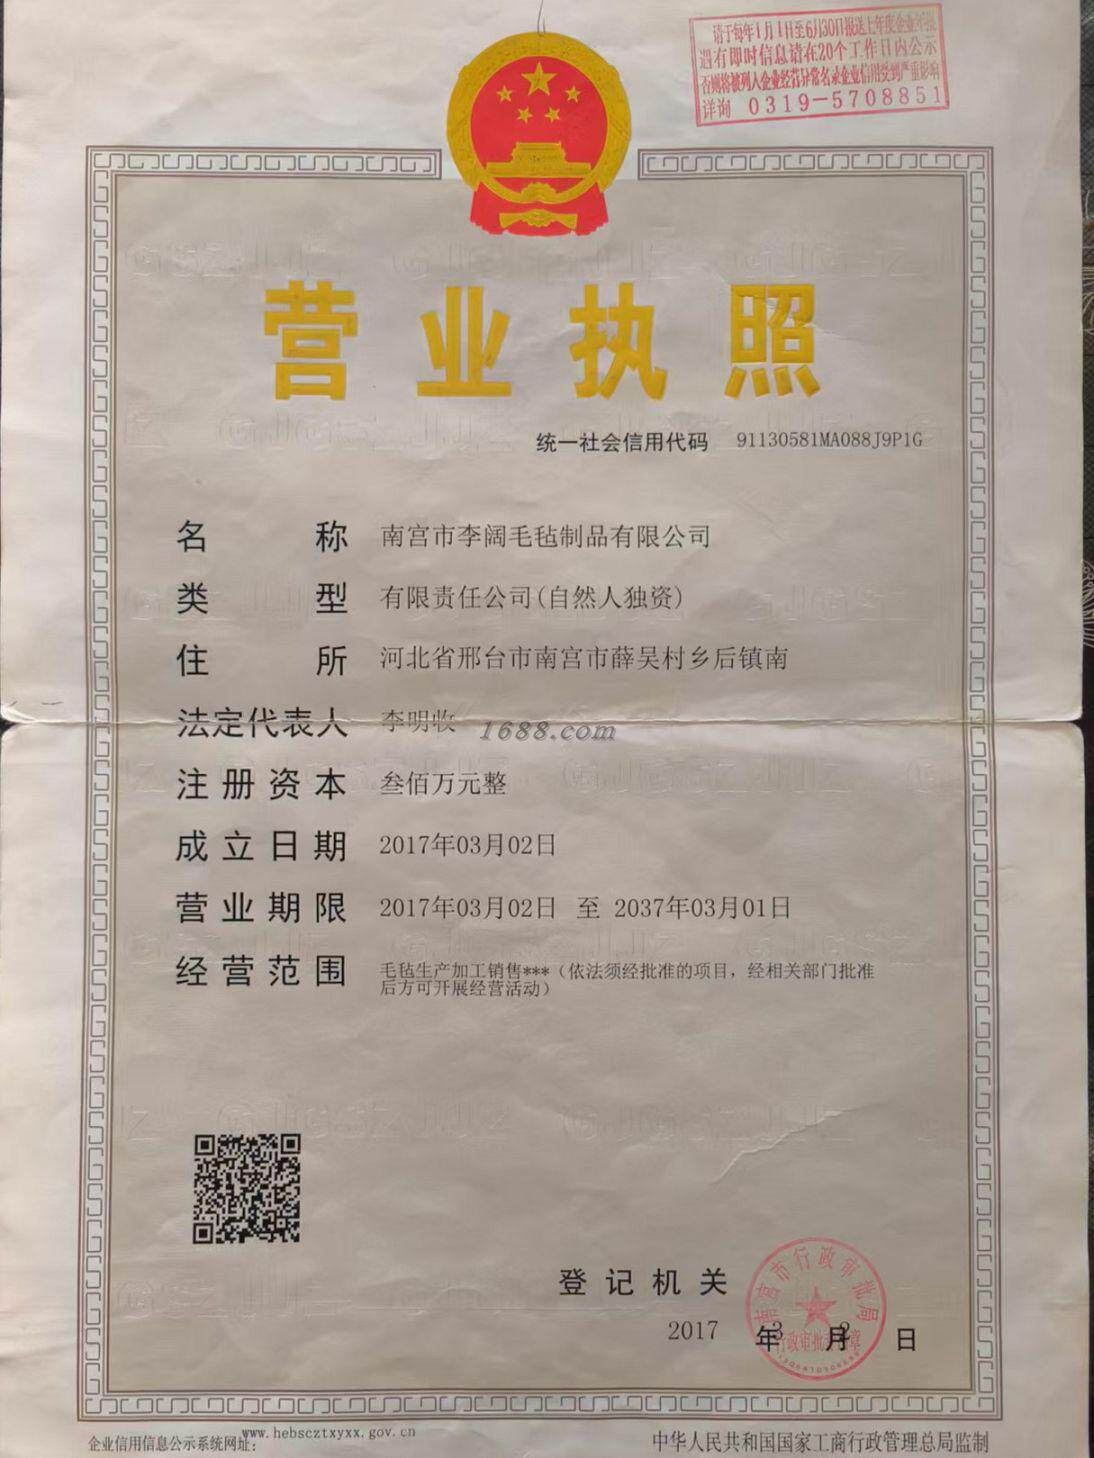 请于每年1月1日至6月30日报送上年度企业年报
遇有即时信息请在20个工作日内公示
否则将被列入企业经营异常名录企业信用受到严重影响
详询 0319-5708851
营业执照
统一社会信用代码 91130581MA088J9P1G
名称 南宫市李阔毛毡制品有限公司
类型 有限责任公司(自然人独资)
住所 河北省邢台市南宫市薛吴村乡后镇南
法定代表人 李明收
1688.com
注册资本 叁佰万元整
成立日期 2017年03月02日
营业期限 2017年03月02日 至 2037年03月01日
经营范围 毛毡生产加工销售***（依法须经批准的项目，经相关部门批准
后方可开展经营活动）
登记机关
南宫市行政审批局
2017 年 3 月 2 日
企业信用信息公示系统网址：www.hebscztxyxx.gov.cn
中华人民共和国国家工商行政管理总局监制